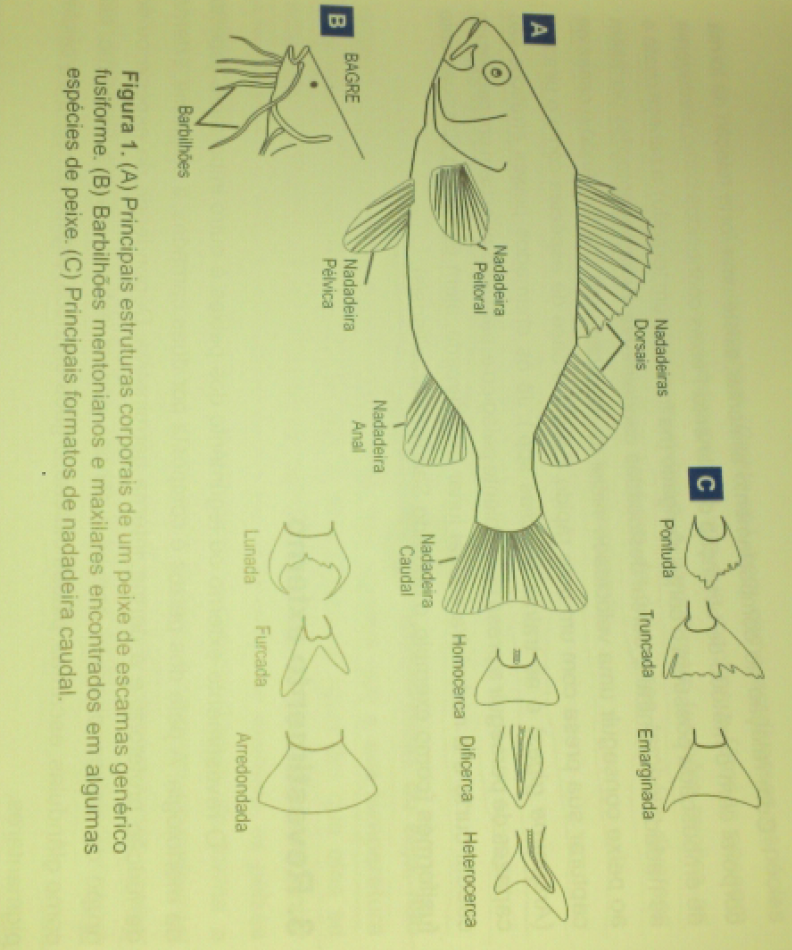 A
Nadadeiras
Dorsais
Nadadeira
Peitoral
Nadadeira
Pélvica
Nadadeira
Anal
Nadadeira
Caudal
B
BAGRE
Barbilhões
C
Pontuda
Truncada
Emarginada
Homocerca
Dificerca
Heterocerca
Lunada
Furcada
Arredondada
Figura 1. (A) Principais estruturas corporais de um peixe de escamas genérico
fusiforme. (B) Barbilhões mentonianos e maxilares encontrados em algumas
espécies de peixe. (C) Principais formatos de nadadeira caudal.